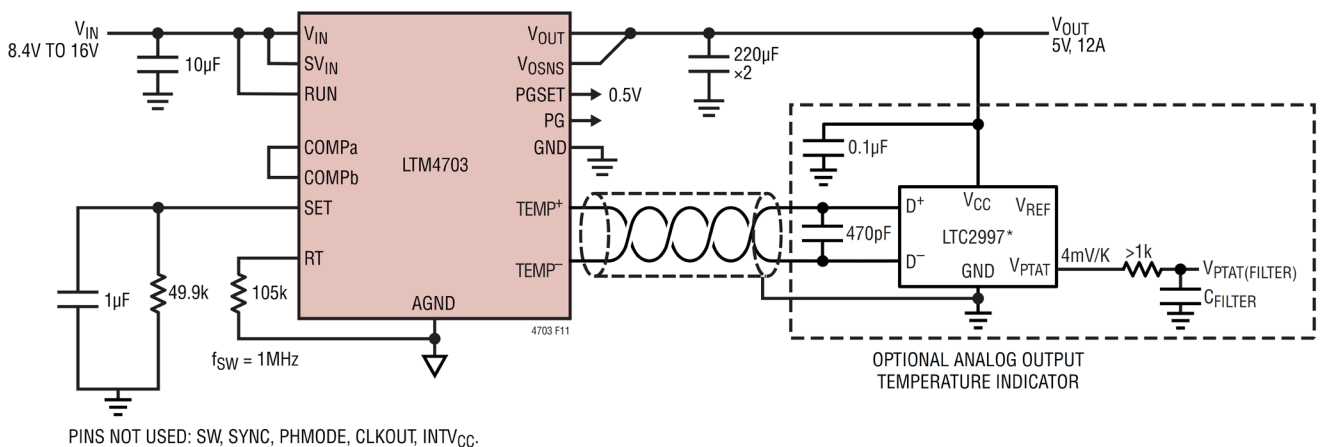 VIN
8.4V TO 16V
10µF
VIN
SVIN
RUN
COMPa
COMPb
SET
RT
AGND
LTM4703
VOUT
VOSNS
PGSET
PG
GND
TEMP+
TEMP−
0.5V
220µF
×2
VOUT
5V, 12A
0.1µF
470pF
D+
D−
VCC
VREF
LTC2997*
GND
VPTAT
4mV/K
>1k
VPTAT(FILTER)
CFILTER
1µF
49.9k
105k
fSW = 1MHz
4703 F11
OPTIONAL ANALOG OUTPUT
TEMPERATURE INDICATOR
PINS NOT USED: SW, SYNC, PHMODE, CLKOUT, INTVCC.